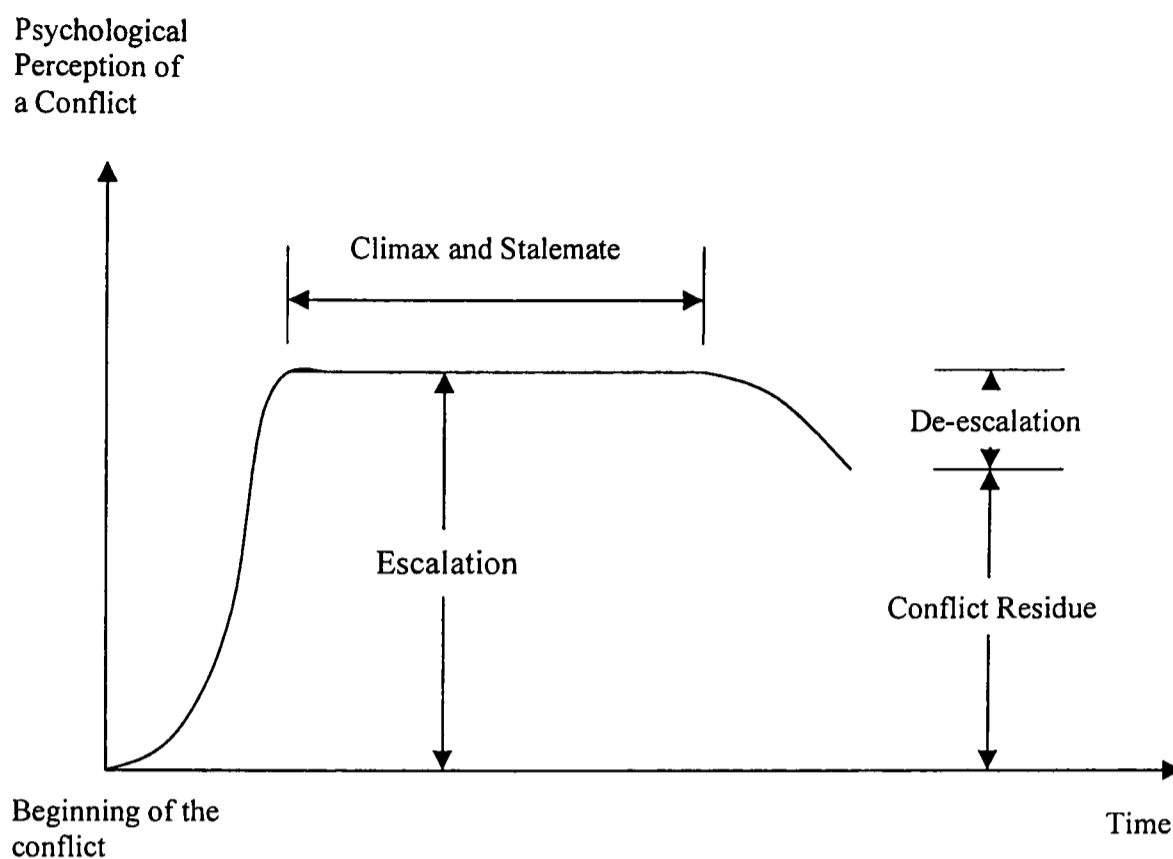 Psychological
Perception of
a Conflict
Climax and Stalemate
De-escalation
Escalation
Conflict Residue
Beginning of the
conflict
Time